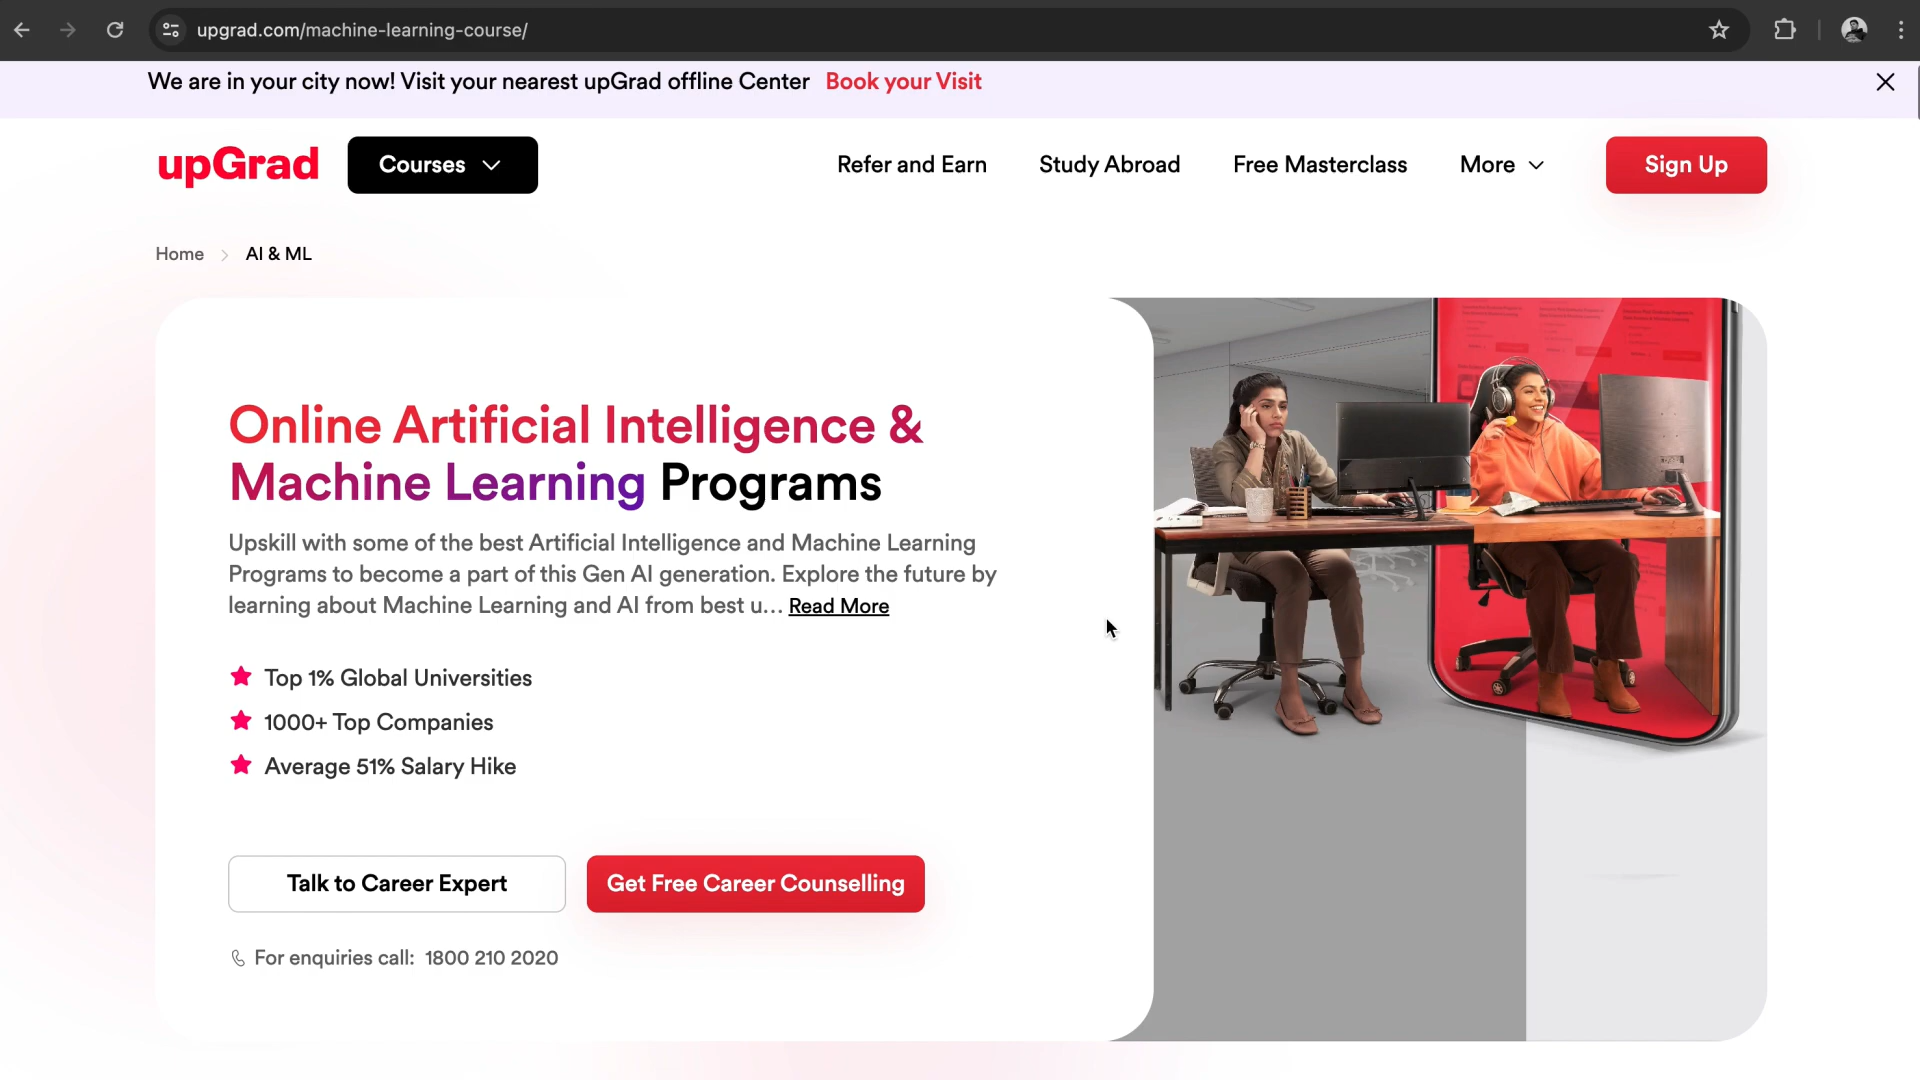 upgrad.com/machine-learning-course/
We are in your city now! Visit your nearest upGrad offline Center Book your Visit
upGrad Courses Refer and Earn Study Abroad Free Masterclass More Sign Up
Home AI & ML
Online Artificial Intelligence &
Machine Learning Programs
Upskill with some of the best Artificial Intelligence and Machine Learning
Programs to become a part of this Gen AI generation. Explore the future by
learning about Machine Learning and AI from best u... Read More
Top 1% Global Universities
1000+ Top Companies
Average 51% Salary Hike
Talk to Career Expert Get Free Career Counselling
For enquiries call: 1800 210 2020